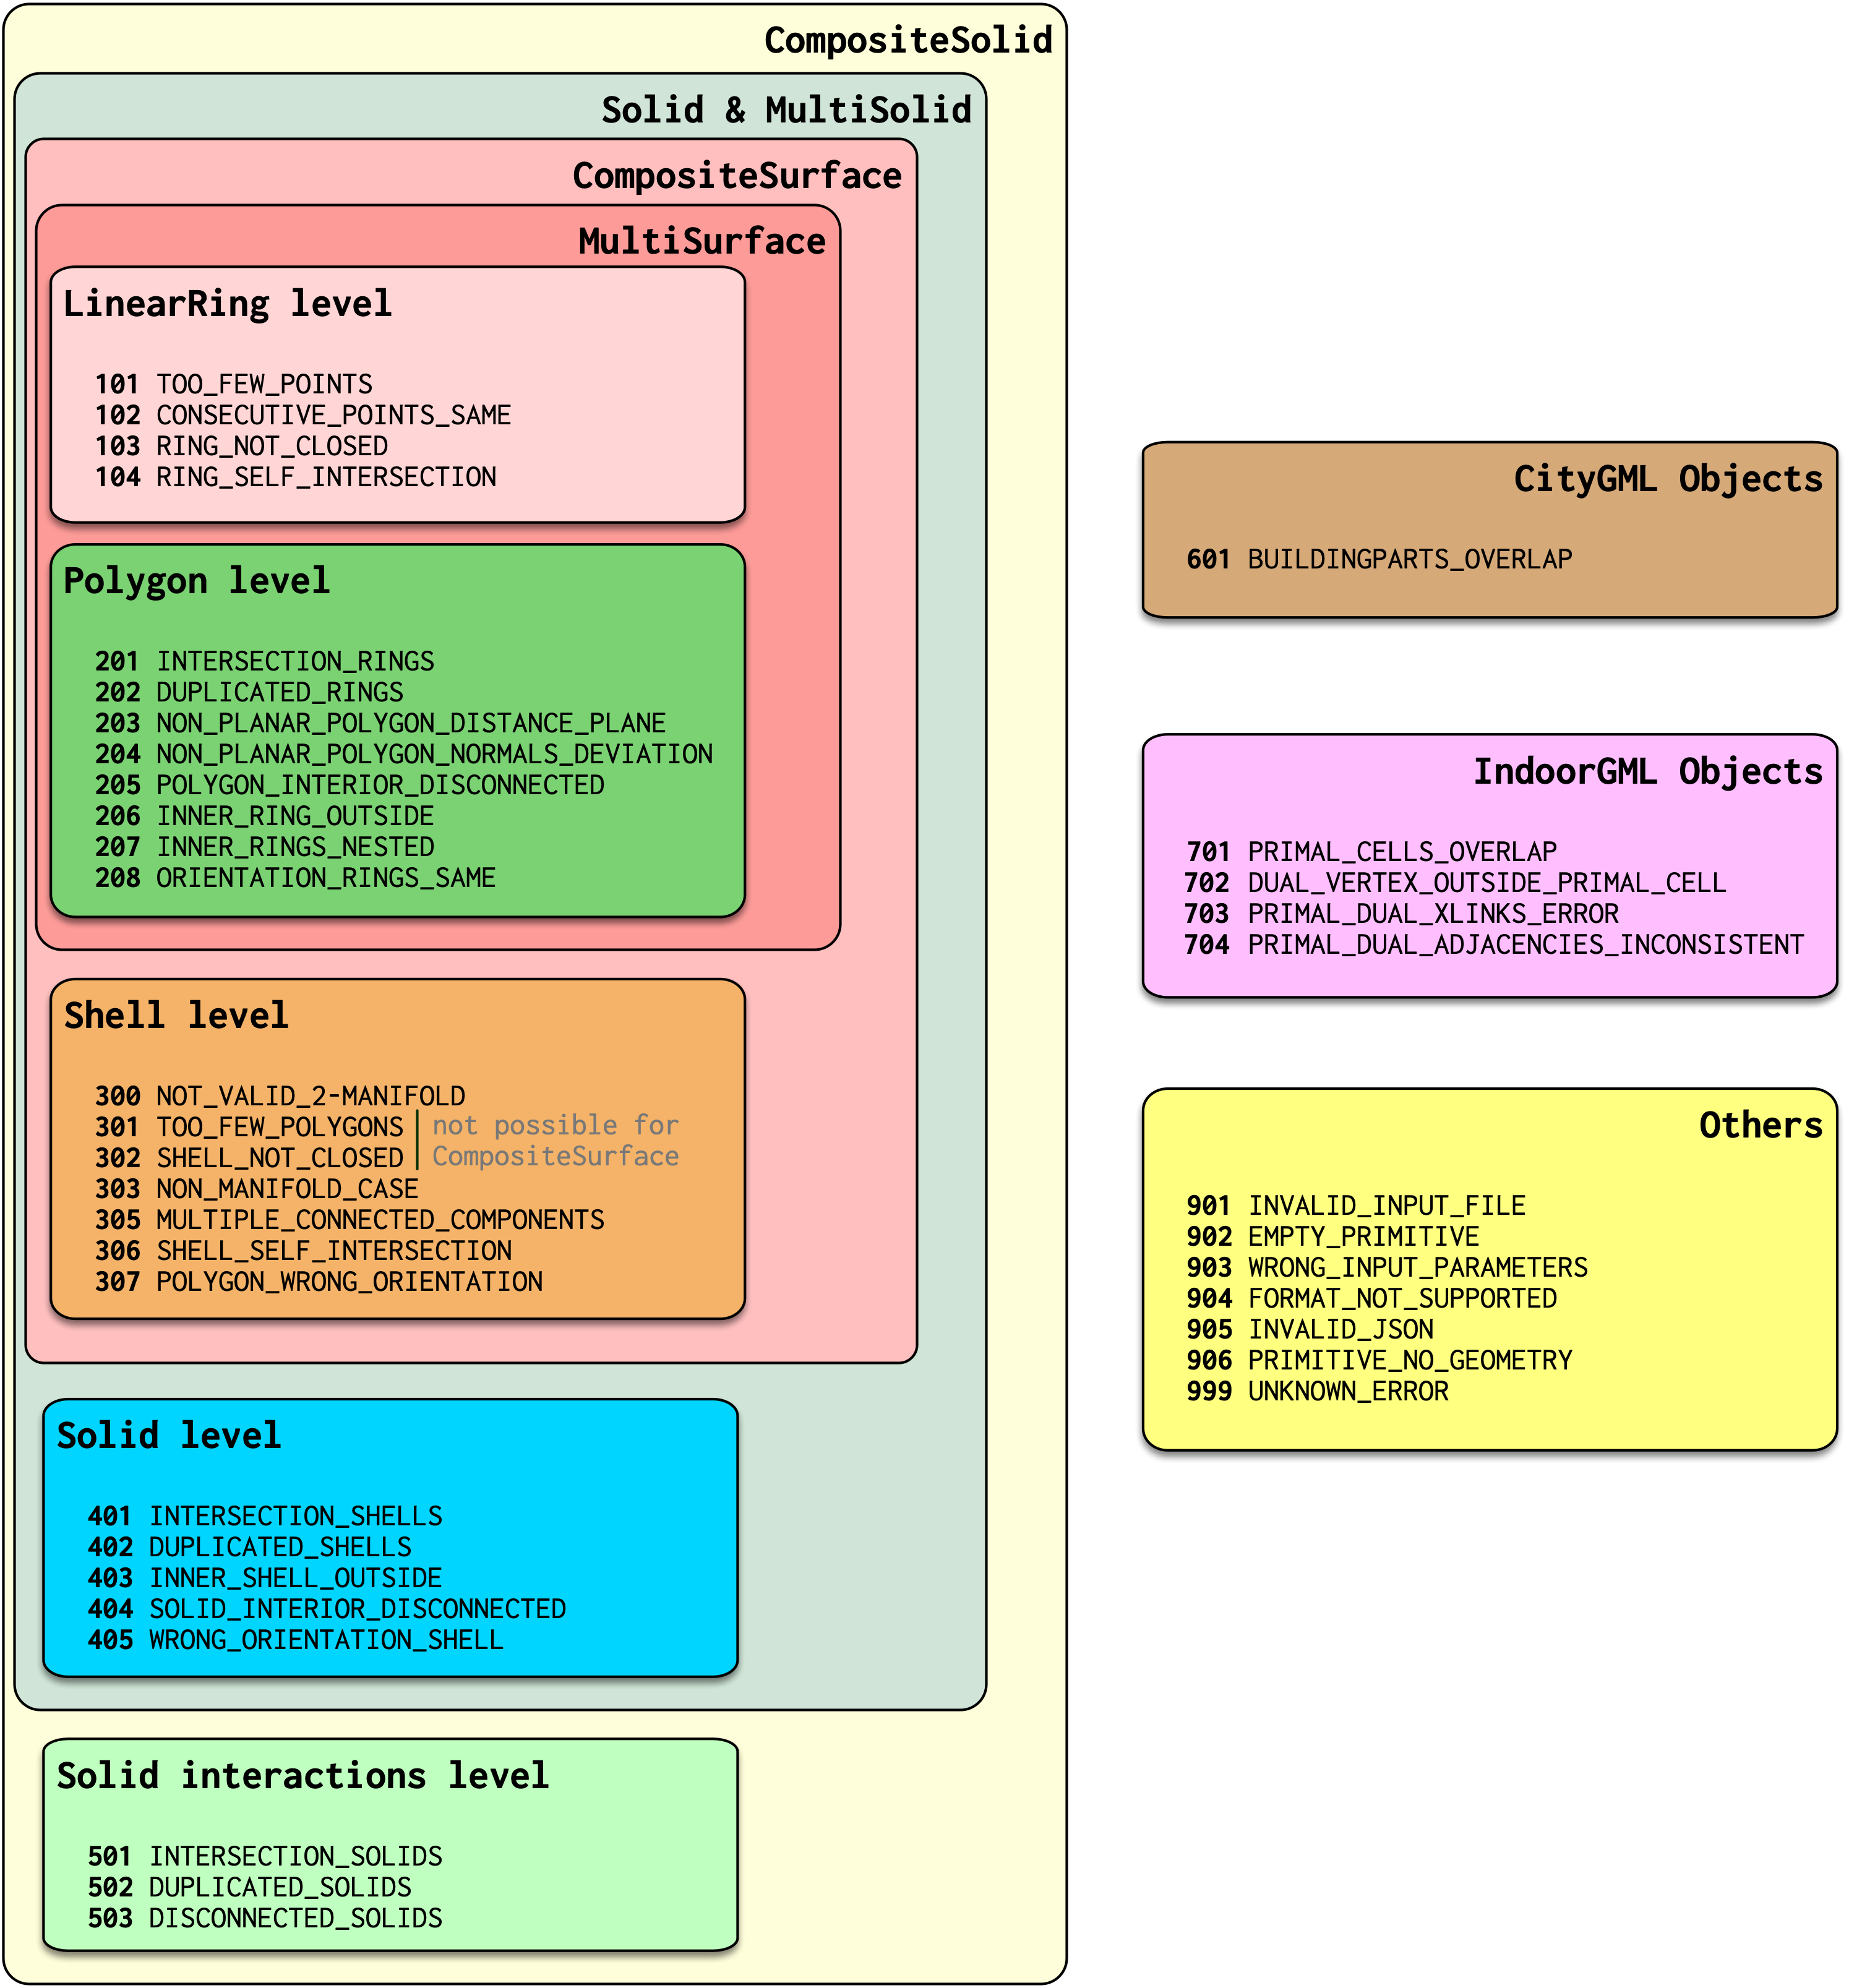 CompositeSolid
Solid & MultiSolid
CompositeSurface
MultiSurface
LinearRing level
101 TOO_FEW_POINTS
102 CONSECUTIVE_POINTS_SAME
103 RING_NOT_CLOSED
104 RING_SELF_INTERSECTION
Polygon level
201 INTERSECTION_RINGS
202 DUPLICATED_RINGS
203 NON_PLANAR_POLYGON_DISTANCE_PLANE
204 NON_PLANAR_POLYGON_NORMALS_DEVIATION
205 POLYGON_INTERIOR_DISCONNECTED
206 INNER_RING_OUTSIDE
207 INNER_RINGS_NESTED
208 ORIENTATION_RINGS_SAME
Shell level
300 NOT_VALID_2-MANIFOLD
301 TOO_FEW_POLYGONS
302 SHELL_NOT_CLOSED
not possible for
CompositeSurface
303 NON_MANIFOLD_CASE
305 MULTIPLE_CONNECTED_COMPONENTS
306 SHELL_SELF_INTERSECTION
307 POLYGON_WRONG_ORIENTATION
Solid level
401 INTERSECTION_SHELLS
402 DUPLICATED_SHELLS
403 INNER_SHELL_OUTSIDE
404 SOLID_INTERIOR_DISCONNECTED
405 WRONG_ORIENTATION_SHELL
Solid interactions level
501 INTERSECTION_SOLIDS
502 DUPLICATED_SOLIDS
503 DISCONNECTED_SOLIDS
CityGML Objects
601 BUILDINGPARTS_OVERLAP
IndoorGML Objects
701 PRIMAL_CELLS_OVERLAP
702 DUAL_VERTEX_OUTSIDE_PRIMAL_CELL
703 PRIMAL_DUAL_XLINKS_ERROR
704 PRIMAL_DUAL_ADJACENCIES_INCONSISTENT
Others
901 INVALID_INPUT_FILE
902 EMPTY_PRIMITIVE
903 WRONG_INPUT_PARAMETERS
904 FORMAT_NOT_SUPPORTED
905 INVALID_JSON
906 PRIMITIVE_NO_GEOMETRY
999 UNKNOWN_ERROR